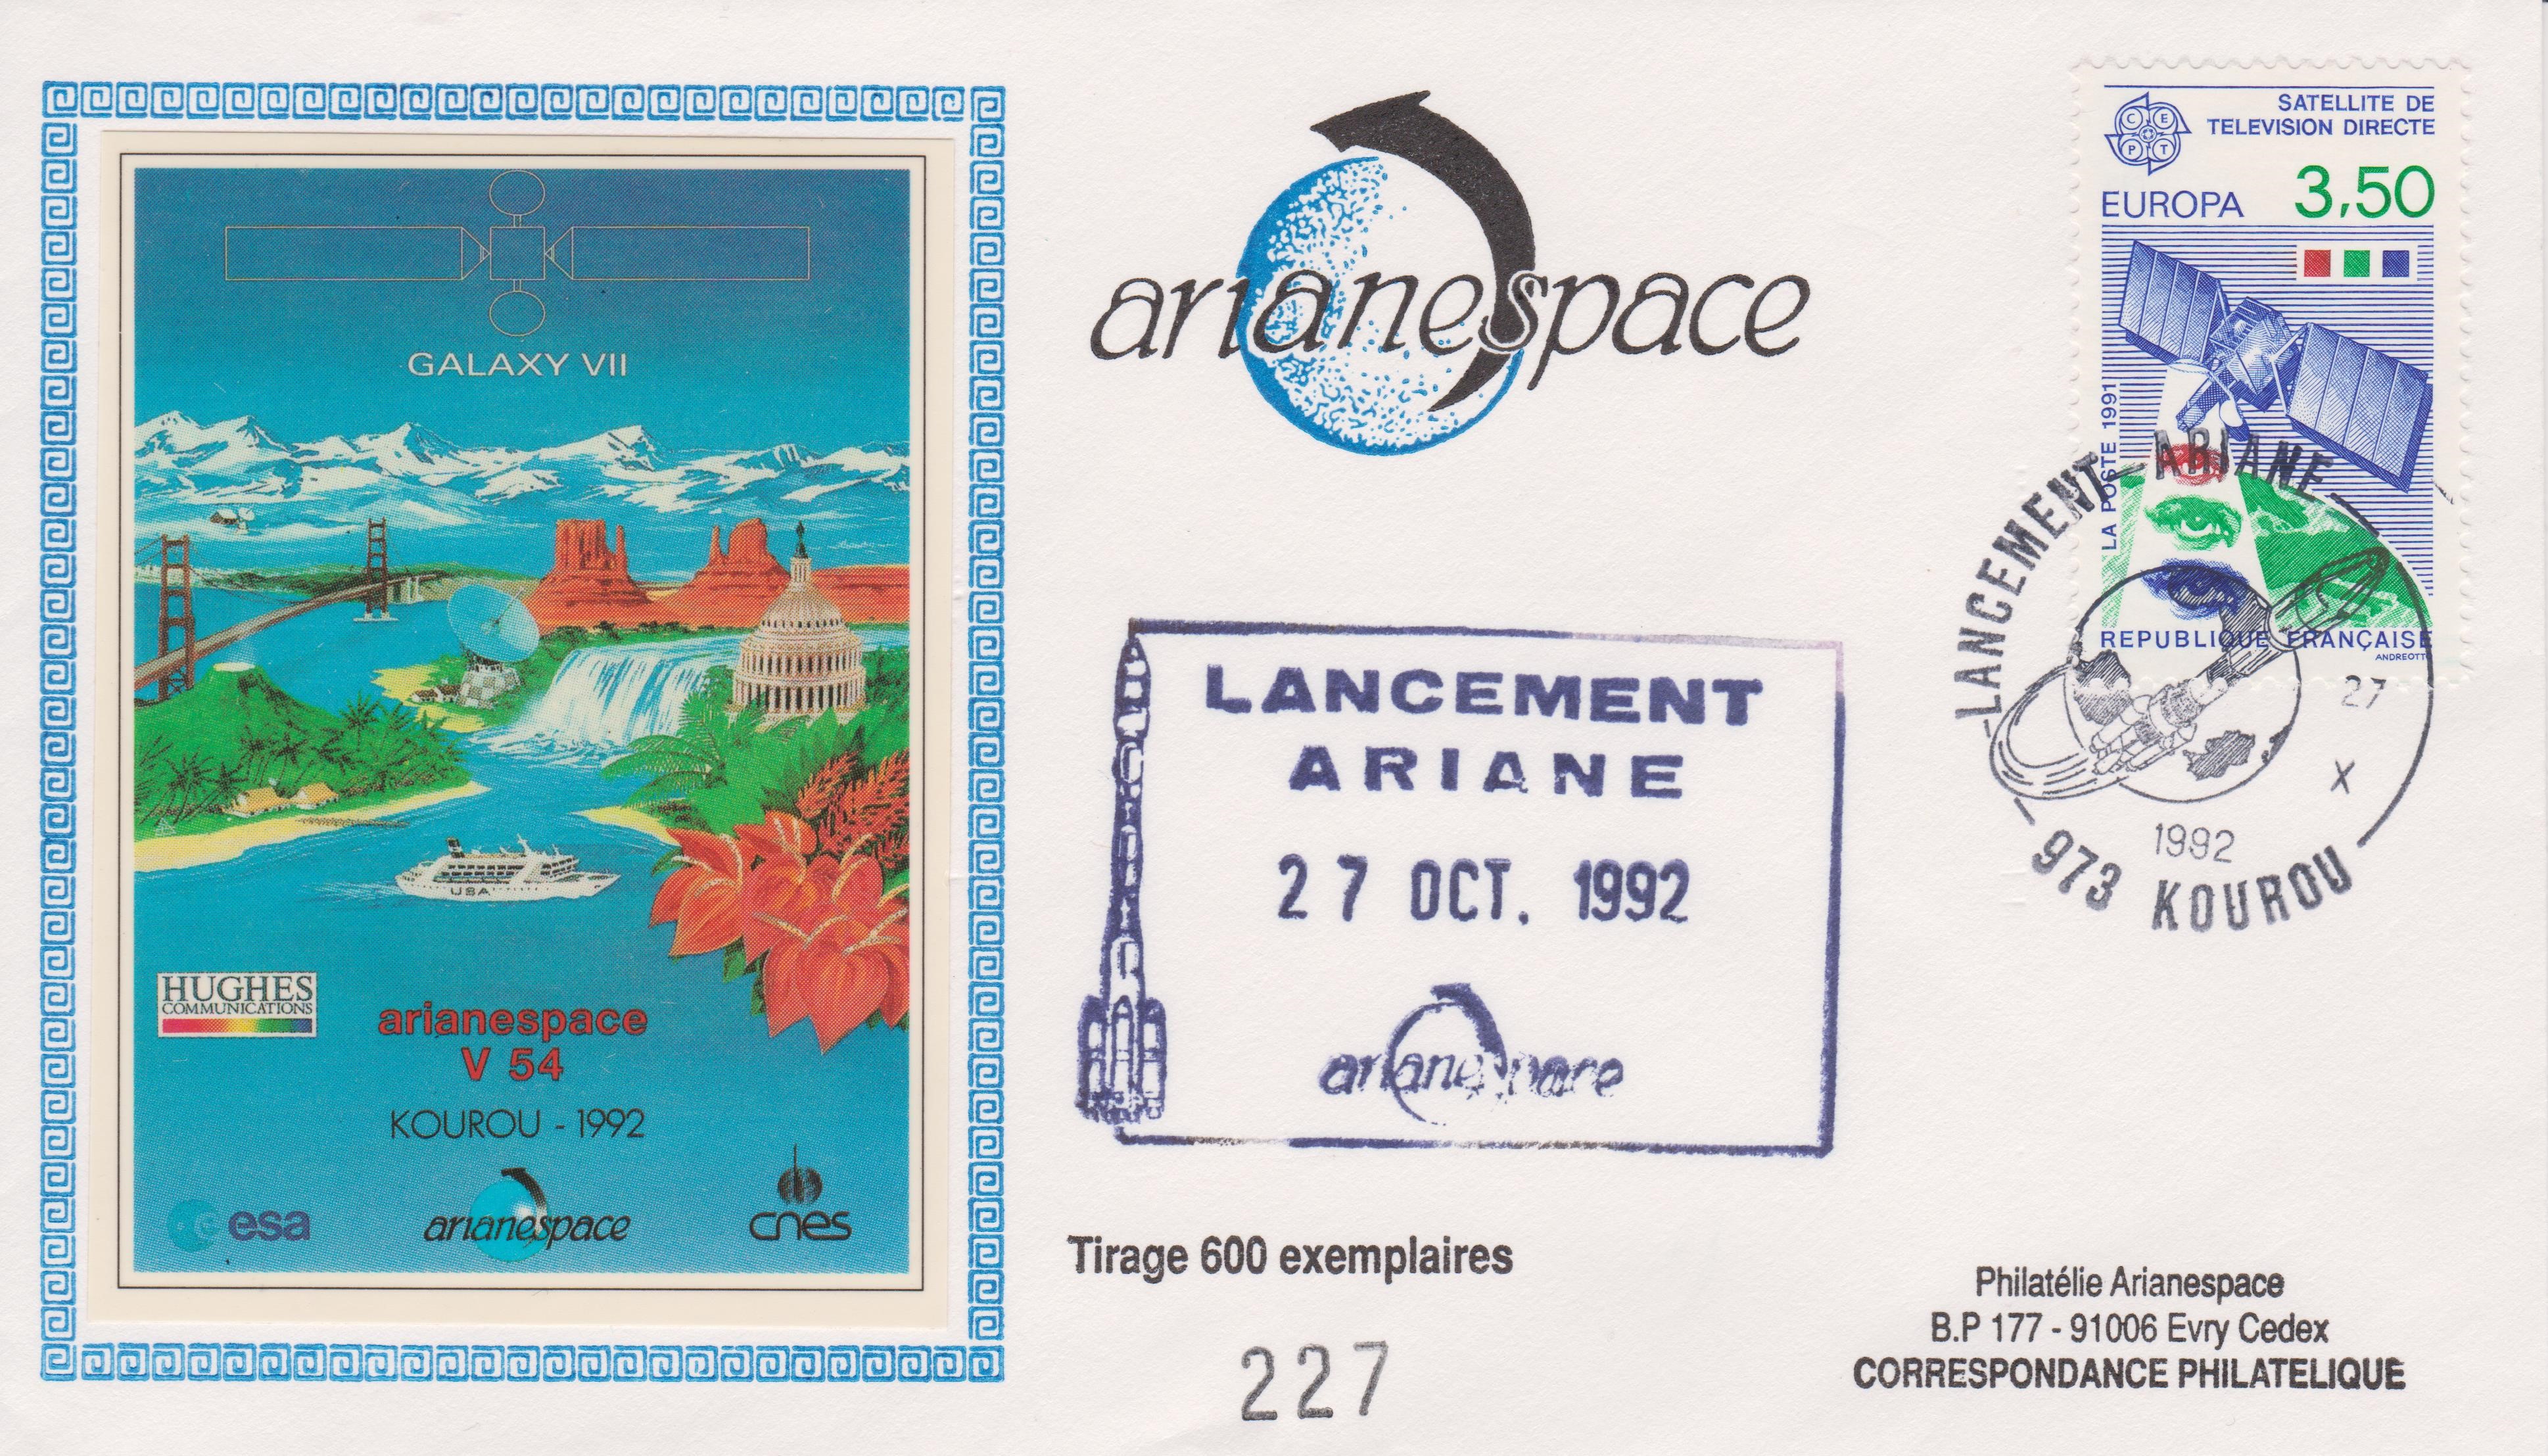 GALAXY VII
USA
HUGHES
COMMUNICATIONS
arianespace
V 54
KOUROU - 1992
esa
arianespace
cnes
arianespace
LANCEMENT
ARIANE
27 OCT. 1992
arianespace
Tirage 600 exemplaires
227
SATELLITE DE
TELEVISION DIRECTE
C E P T
EUROPA
3,50
LA POSTE 1991
REPUBLIQUE FRANÇAISE
ANDREOTTO
LANCEMENT - ARIANE
27
X
1992
973 KOUROU
Philatélie Arianespace
B.P 177 - 91006 Evry Cedex
CORRESPONDANCE PHILATELIQUE